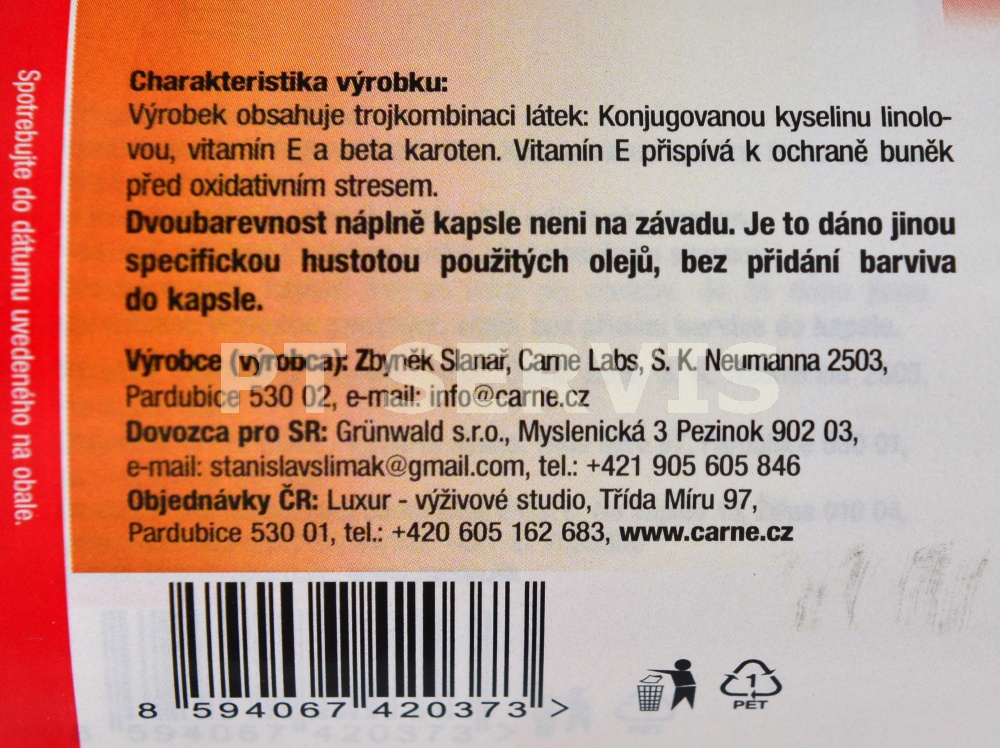 Spotrebujte do dátumu uvedeného na obale.
Charakteristika výrobku:
Výrobek obsahuje trojkombinaci látek: Konjugovanou kyselinu linolo-
vou, vitamín E a beta karoten. Vitamín E přispívá k ochraně buněk
před oxidativním stresem.
Dvoubarevnost náplně kapsle neni na závadu. Je to dáno jinou
specifickou hustotou použitých olejů, bez přidání barviva
do kapsle.
PT SERVIS
Výrobce (výrobca): Zbyněk Slanař, Carne Labs, S. K. Neumanna 2503,
Pardubice 530 02, e-mail: info@carne.cz
Dovozca pro SR: Grünwald s.r.o., Myslenická 3 Pezinok 902 03,
e-mail: stanislavslimak@gmail.com, tel.: +421 905 605 846
Objednávky ČR: Luxur - výživové studio, Třída Míru 97,
Pardubice 530 01, tel.: +420 605 162 683, www.carne.cz
8 594067 420373 >
1
PET